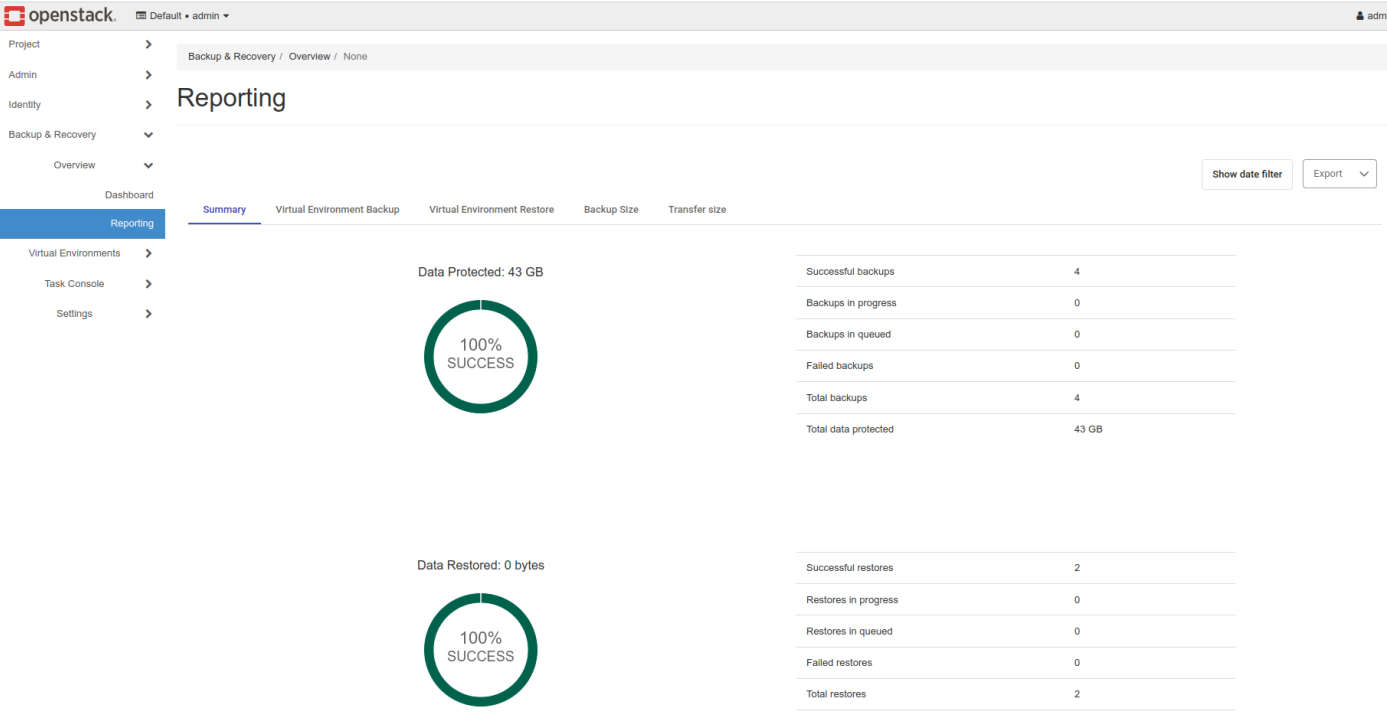 openstack. Default • admin adm
Project
Admin
Identity
Backup & Recovery
Overview
Dashboard
Reporting
Virtual Environments
Task Console
Settings
Backup & Recovery / Overview / None
Reporting
Show date filter Export
Summary Virtual Environment Backup Virtual Environment Restore Backup Size Transfer size
Data Protected: 43 GB
100%
SUCCESS
Successful backups 4
Backups in progress 0
Backups in queued 0
Failed backups 0
Total backups 4
Total data protected 43 GB
Data Restored: 0 bytes
100%
SUCCESS
Successful restores 2
Restores in progress 0
Restores in queued 0
Failed restores 0
Total restores 2